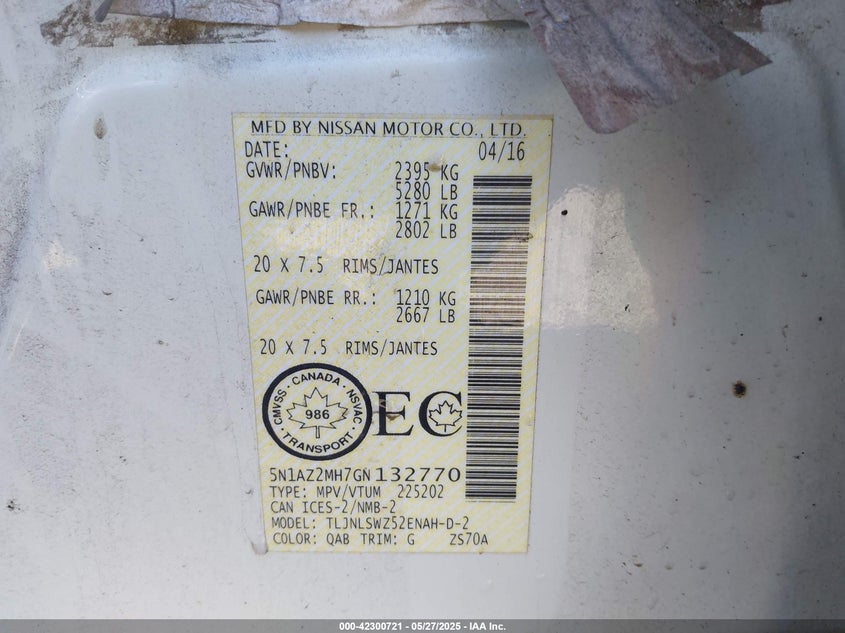 MFD BY NISSAN MOTOR CO., LTD.
DATE: 04/16
GVWR/PNBV: 2395 KG
5280 LB
GAWR/PNBE FR.: 1271 KG
2802 LB
20 X 7.5 RIMS/JANTES
GAWR/PNBE RR.: 1210 KG
2667 LB
20 X 7.5 RIMS/JANTES
CANADA
CMVSS NSVAC
986
TRANSPORT
EC
5N1AZ2MH7GN132770
TYPE: MPV/VTUM 225202
CAN ICES-2/NMB-2
MODEL: TLJNLSWZ52ENAH-D-2
COLOR: QAB TRIM: G ZS70A
000-42300721 - 05/27/2025 - IAA Inc.